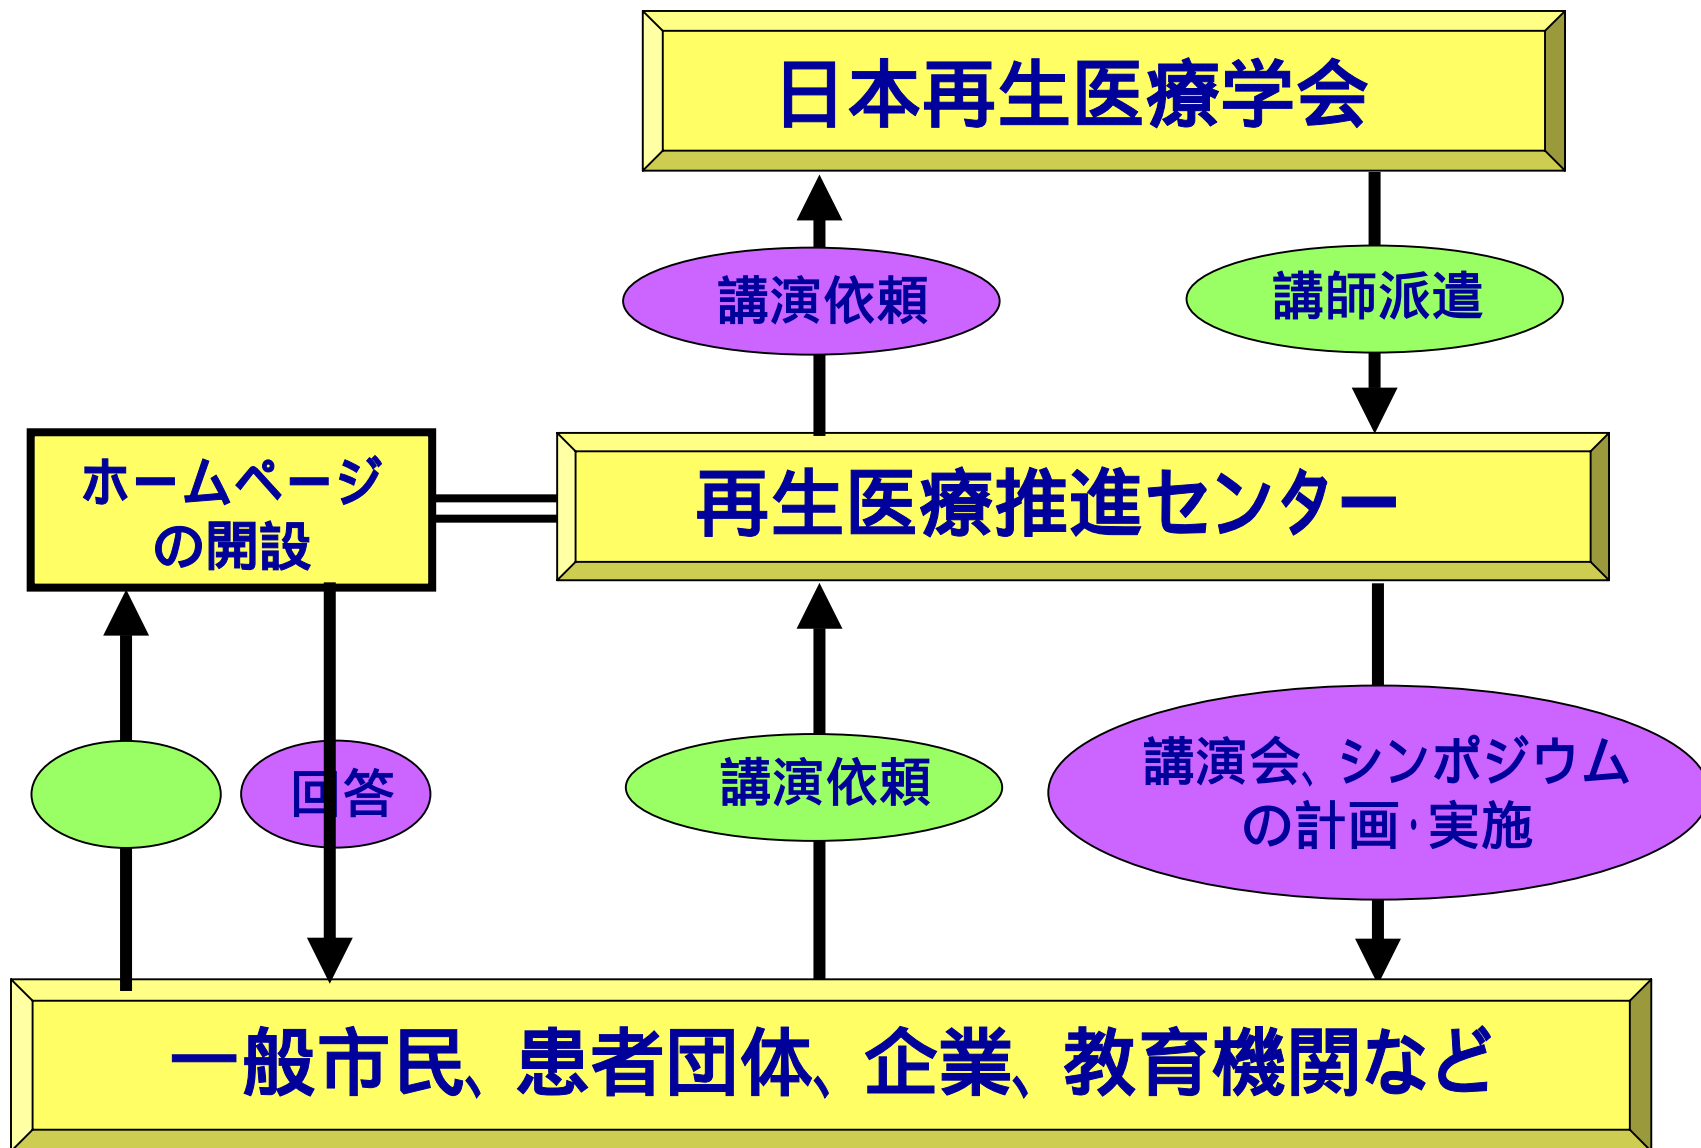 日本再生医療学会
講演依頼
講師派遣
ホームページ
の開設
再生医療推進センター
回答
講演依頼
講演会、シンポジウム
の計画・実施
一般市民、患者団体、企業、教育機関など